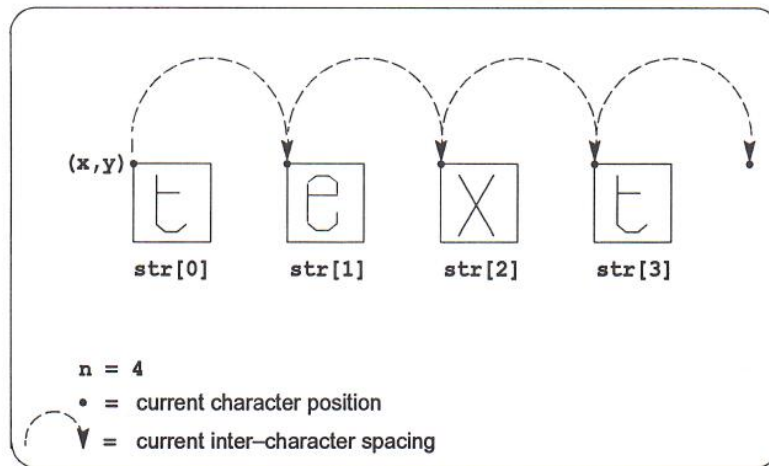 (x,y)
t e x t
str[0] str[1] str[2] str[3]
n = 4
• = current character position
= current inter–character spacing